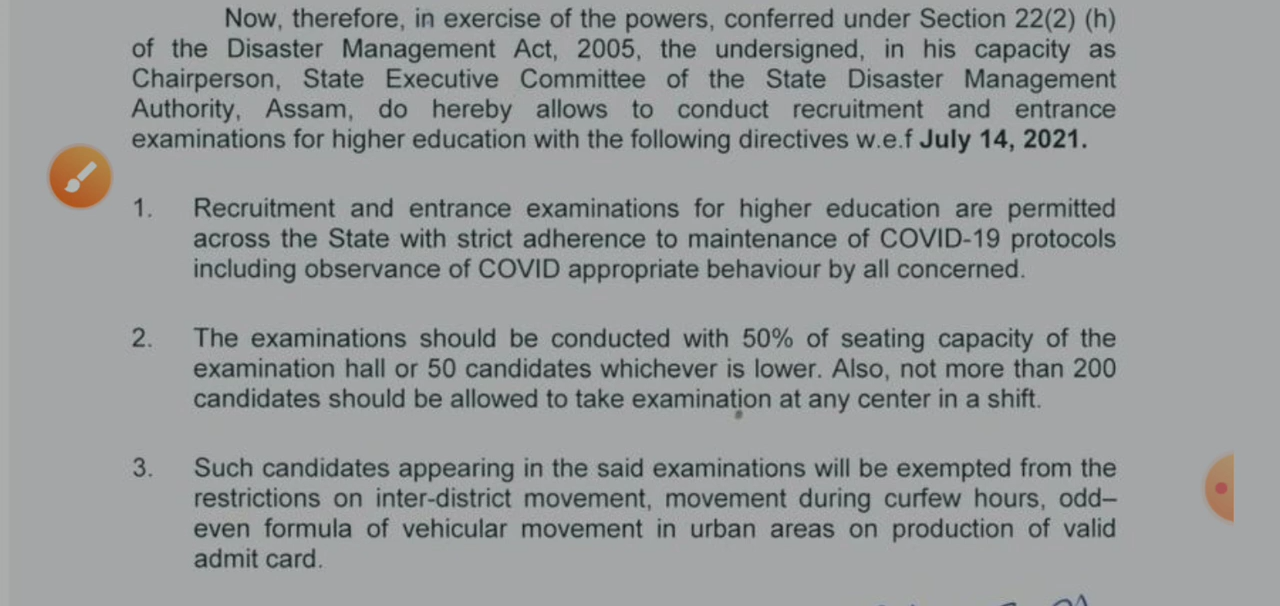 Now, therefore, in exercise of the powers, conferred under Section 22(2) (h)
of the Disaster Management Act, 2005, the undersigned, in his capacity as
Chairperson, State Executive Committee of the State Disaster Management
Authority, Assam, do hereby allows to conduct recruitment and entrance
examinations for higher education with the following directives w.e.f July 14, 2021.
1. Recruitment and entrance examinations for higher education are permitted
across the State with strict adherence to maintenance of COVID-19 protocols
including observance of COVID appropriate behaviour by all concerned.
2. The examinations should be conducted with 50% of seating capacity of the
examination hall or 50 candidates whichever is lower. Also, not more than 200
candidates should be allowed to take examination at any center in a shift.
3. Such candidates appearing in the said examinations will be exempted from the
restrictions on inter-district movement, movement during curfew hours, odd–
even formula of vehicular movement in urban areas on production of valid
admit card.